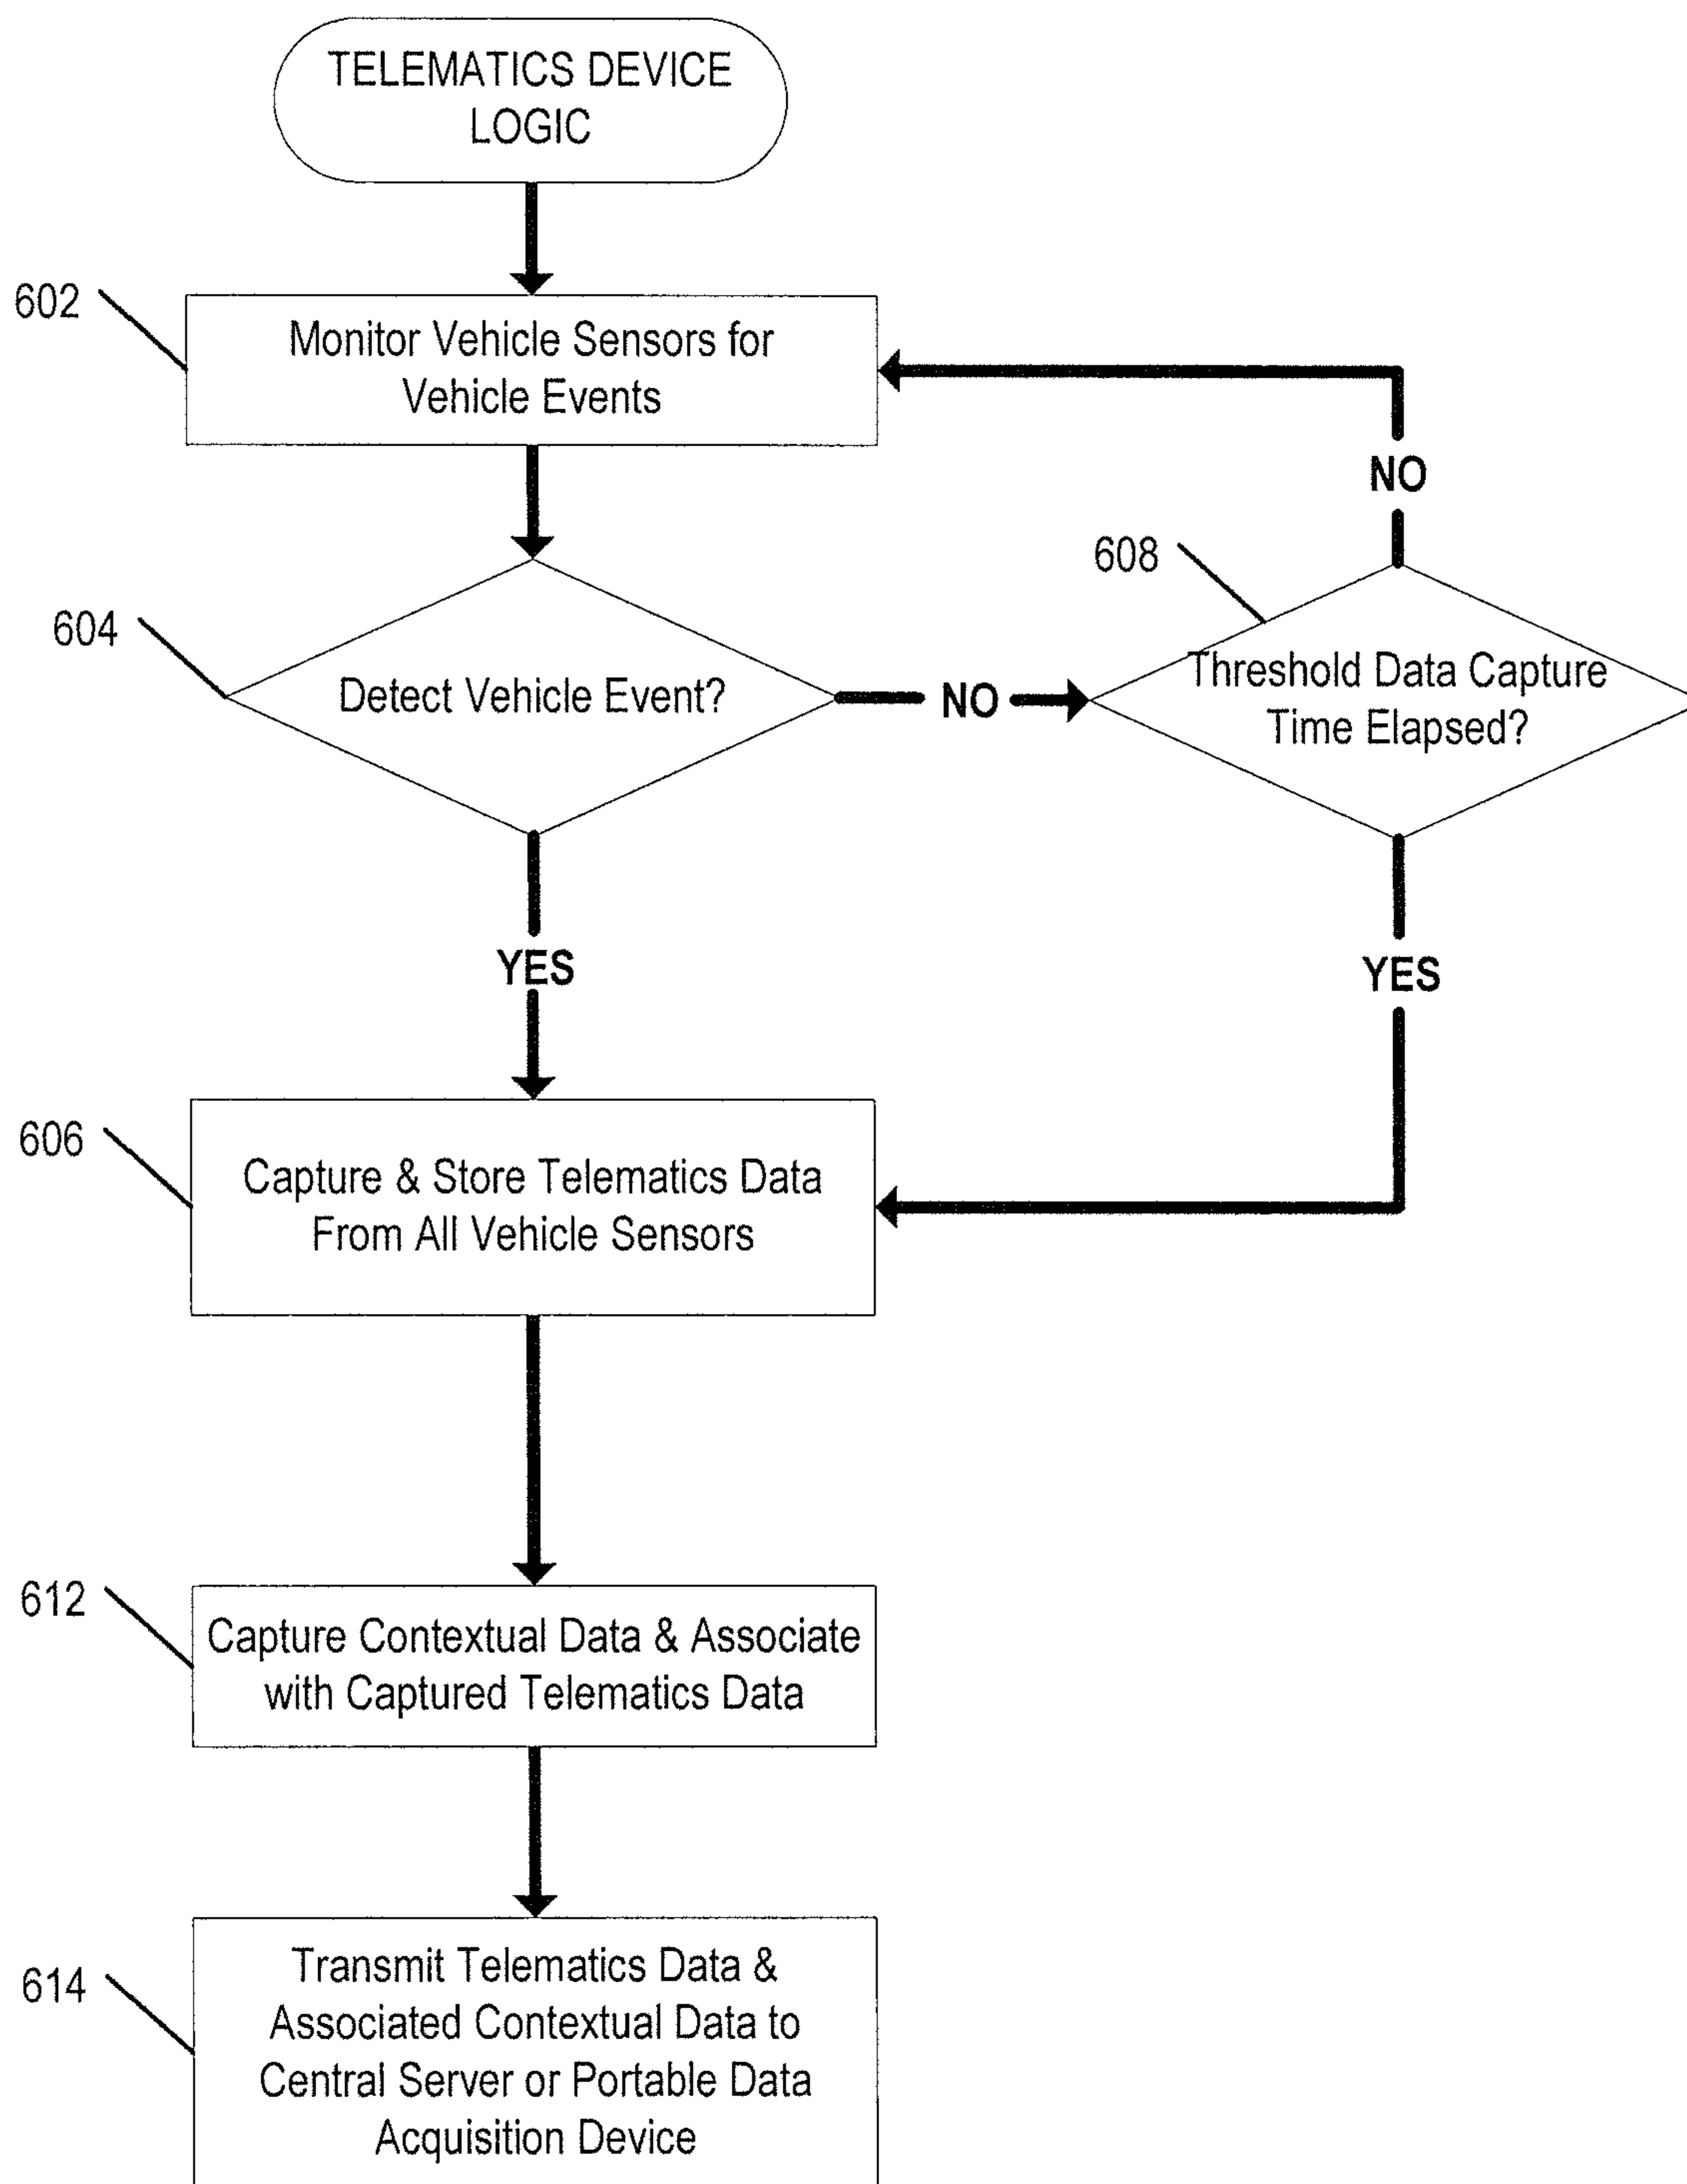 TELEMATICS DEVICE
LOGIC
602
Monitor Vehicle Sensors for
Vehicle Events
NO
608
604
Detect Vehicle Event?
NO
Threshold Data Capture
Time Elapsed?
YES
YES
606
Capture & Store Telematics Data
From All Vehicle Sensors
612
Capture Contextual Data & Associate
with Captured Telematics Data
614
Transmit Telematics Data &
Associated Contextual Data to
Central Server or Portable Data
Acquisition Device